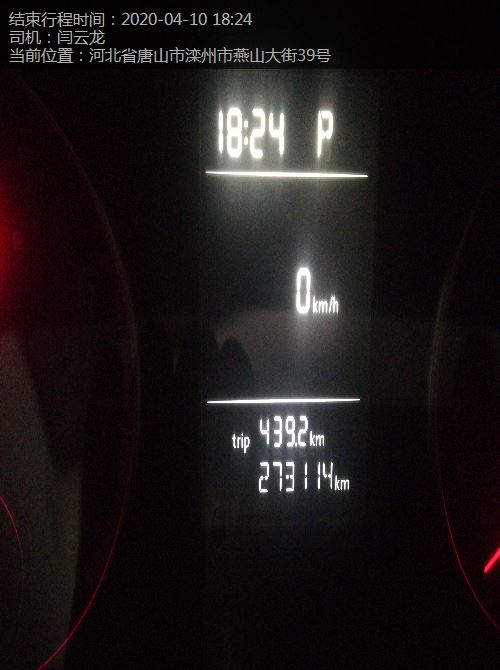 结束行程时间：2020-04-10 18:24
司机：闫云龙
当前位置：河北省唐山市滦州市燕山大街39号
18:24 P
0 km/h
trip 439.2 km
273114 km